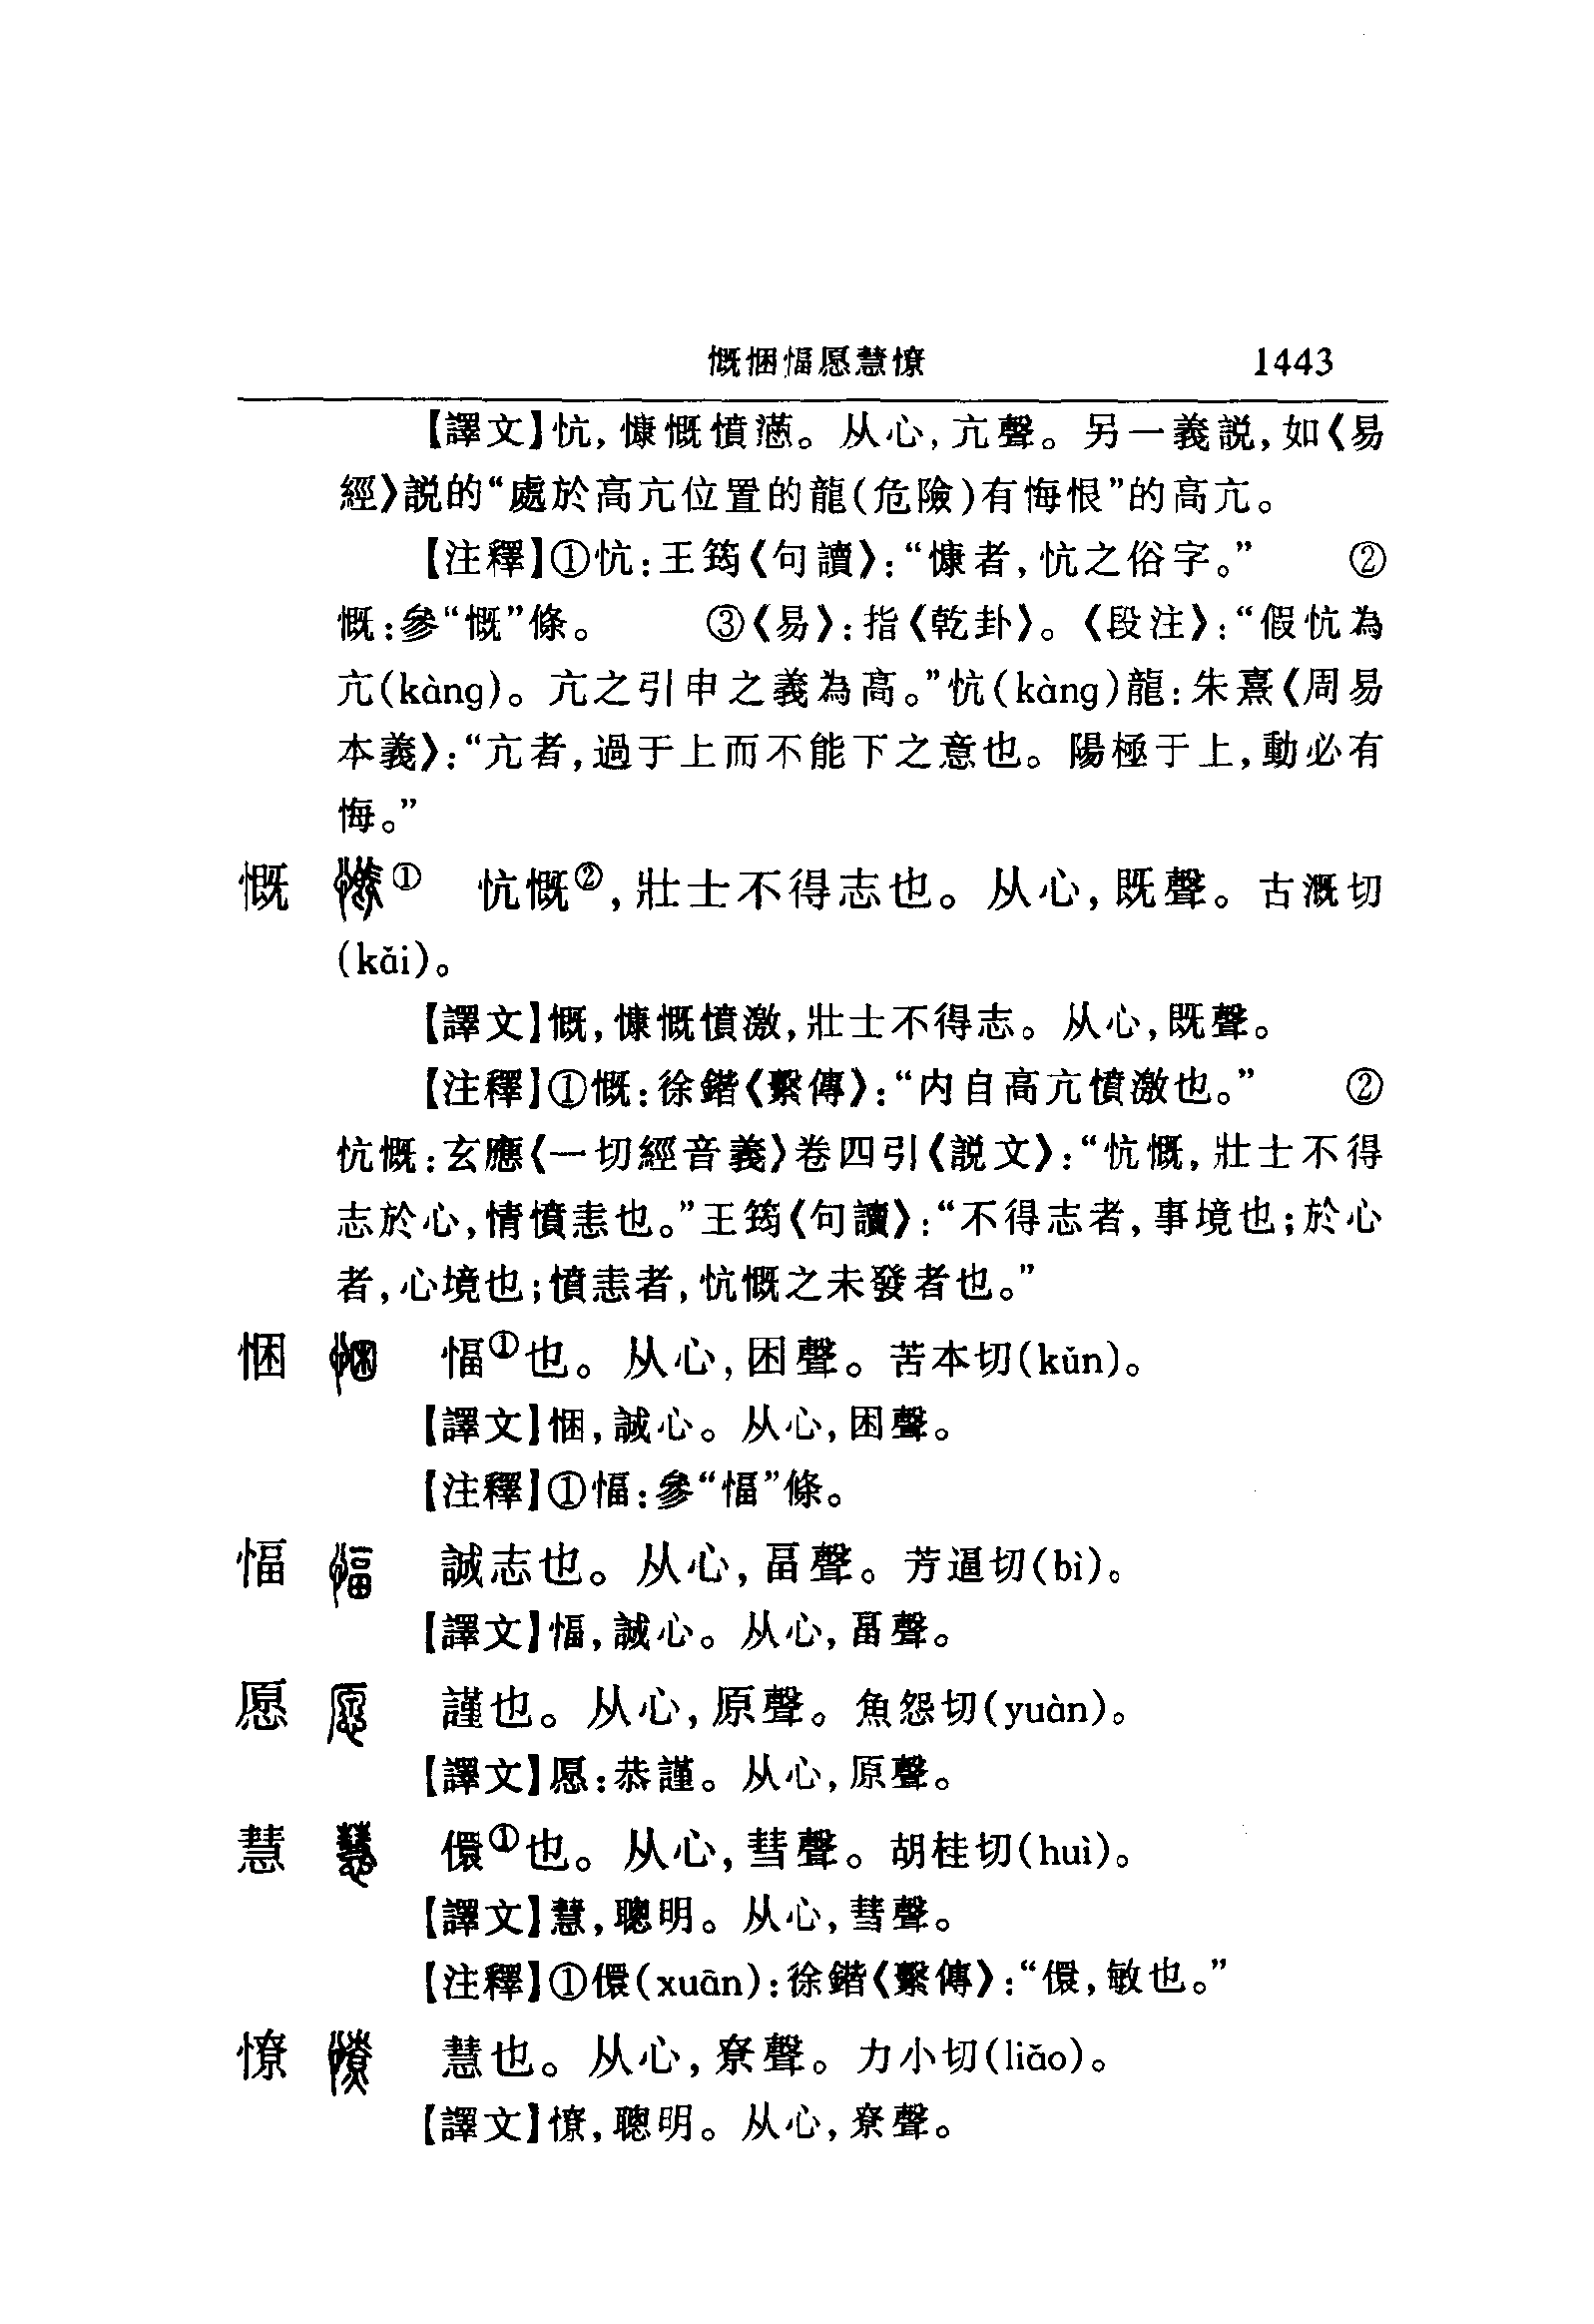 慨悃愊愿慧憭 1443
【譯文】忼，慷慨憤懣。从心，亢聲。另一義説，如《易
經》説的“處於高亢位置的龍(危險)有悔恨”的高亢。
【注釋】①忼：王筠《句讀》：“慷者，忼之俗字。” ②
慨：參“慨”條。 ③《易》：指《乾卦》。《段注》：“假忼為
亢(kàng)。亢之引申之義為高。”忼(kàng)龍：朱熹《周易
本義》：“亢者，過于上而不能下之意也。陽極于上，動必有
悔。”
慨 ① 忼慨②，壯士不得志也。从心，既聲。古溉切
(kǎi)。
【譯文】慨，慷慨憤激，壯士不得志。从心，既聲。
【注釋】①慨：徐鍇《繫傳》：“内自高亢憤激也。” ②
忼慨：玄應《一切經音義》卷四引《説文》：“忼慨，壯士不得
志於心，情憤恚也。”王筠《句讀》：“不得志者，事境也；於心
者，心境也；憤恚者，忼慨之未發者也。”
悃 愊①也。从心，困聲。苦本切(kǔn)。
【譯文】悃，誠心。从心，困聲。
【注釋】①愊：參“愊”條。
愊 誠志也。从心，畐聲。芳逼切(bì)。
【譯文】愊，誠心。从心，畐聲。
愿 謹也。从心，原聲。魚怨切(yuàn)。
【譯文】愿：恭謹。从心，原聲。
慧 儇①也。从心，彗聲。胡桂切(huì)。
【譯文】慧，聰明。从心，彗聲。
【注釋】①儇(xuān)：徐鍇《繫傳》：“儇，敏也。”
憭 慧也。从心，尞聲。力小切(liǎo)。
【譯文】憭，聰明。从心，尞聲。